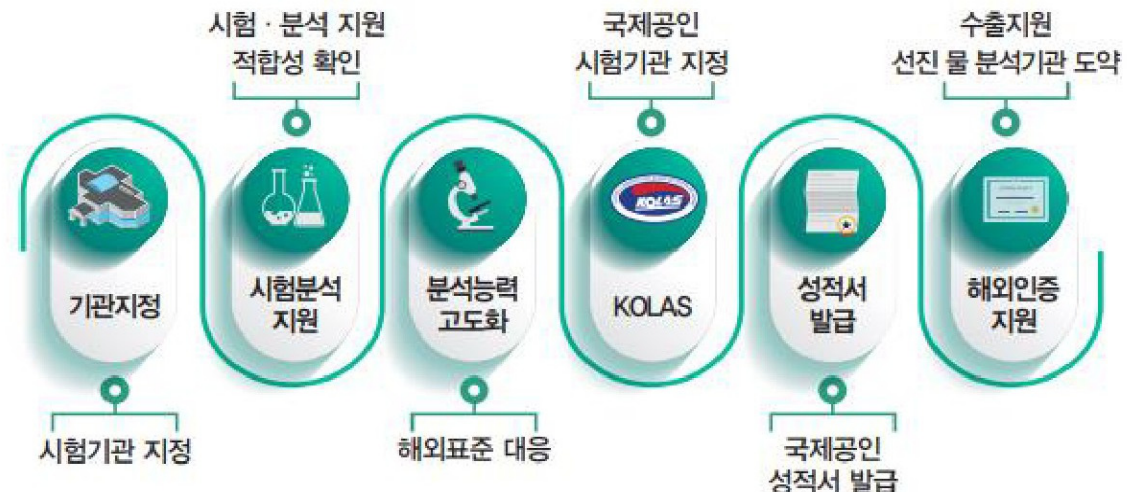 시험 · 분석 지원
적합성 확인
국제공인
시험기관 지정
수출지원
선진 물 분석기관 도약
기관지정
시험분석
지원
분석능력
고도화
KOLAS
KOLAS
성적서
발급
해외인증
지원
시험기관 지정
해외표준 대응
국제공인
성적서 발급